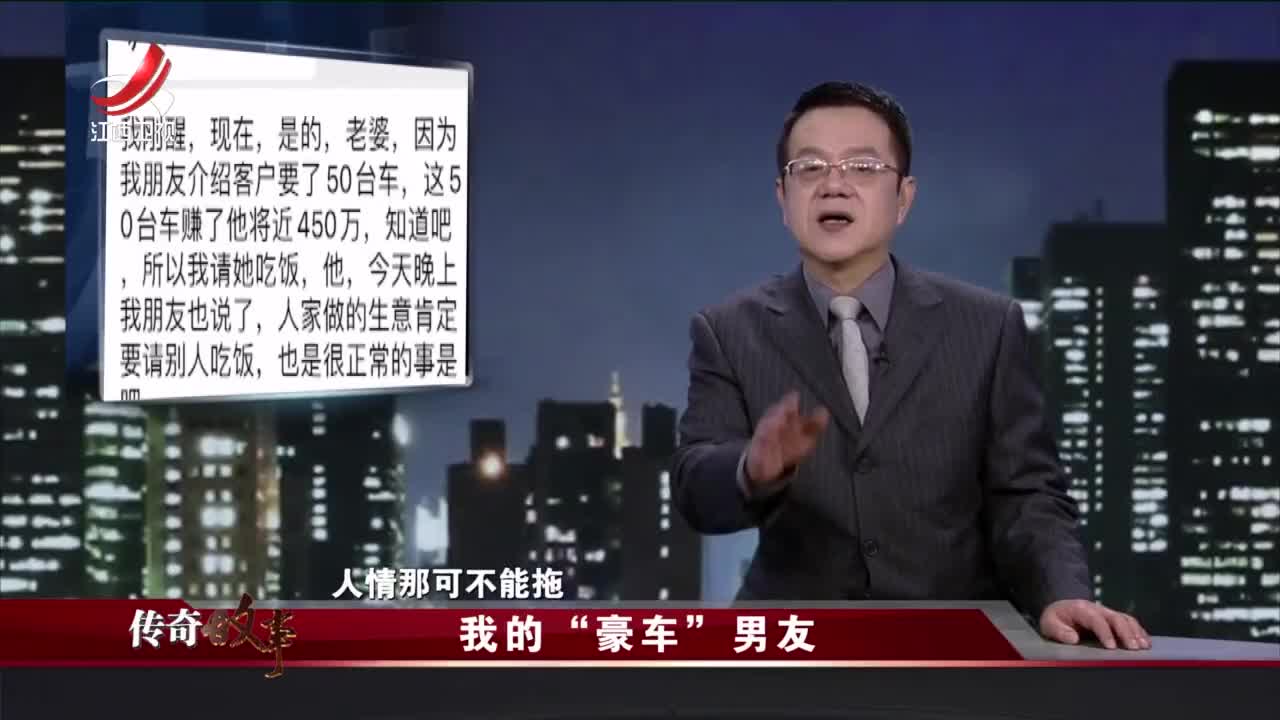 江西卫视
我刚醒，现在，是的，老婆，因为
我朋友介绍客户要了50台车，这5
0台车赚了他将近450万，知道吧
，所以我请她吃饭，他，今天晚上
我朋友也说了，人家做的生意肯定
要请别人吃饭，也是很正常的事是
吧
人情那可不能拖
传奇故事
我的“豪车”男友